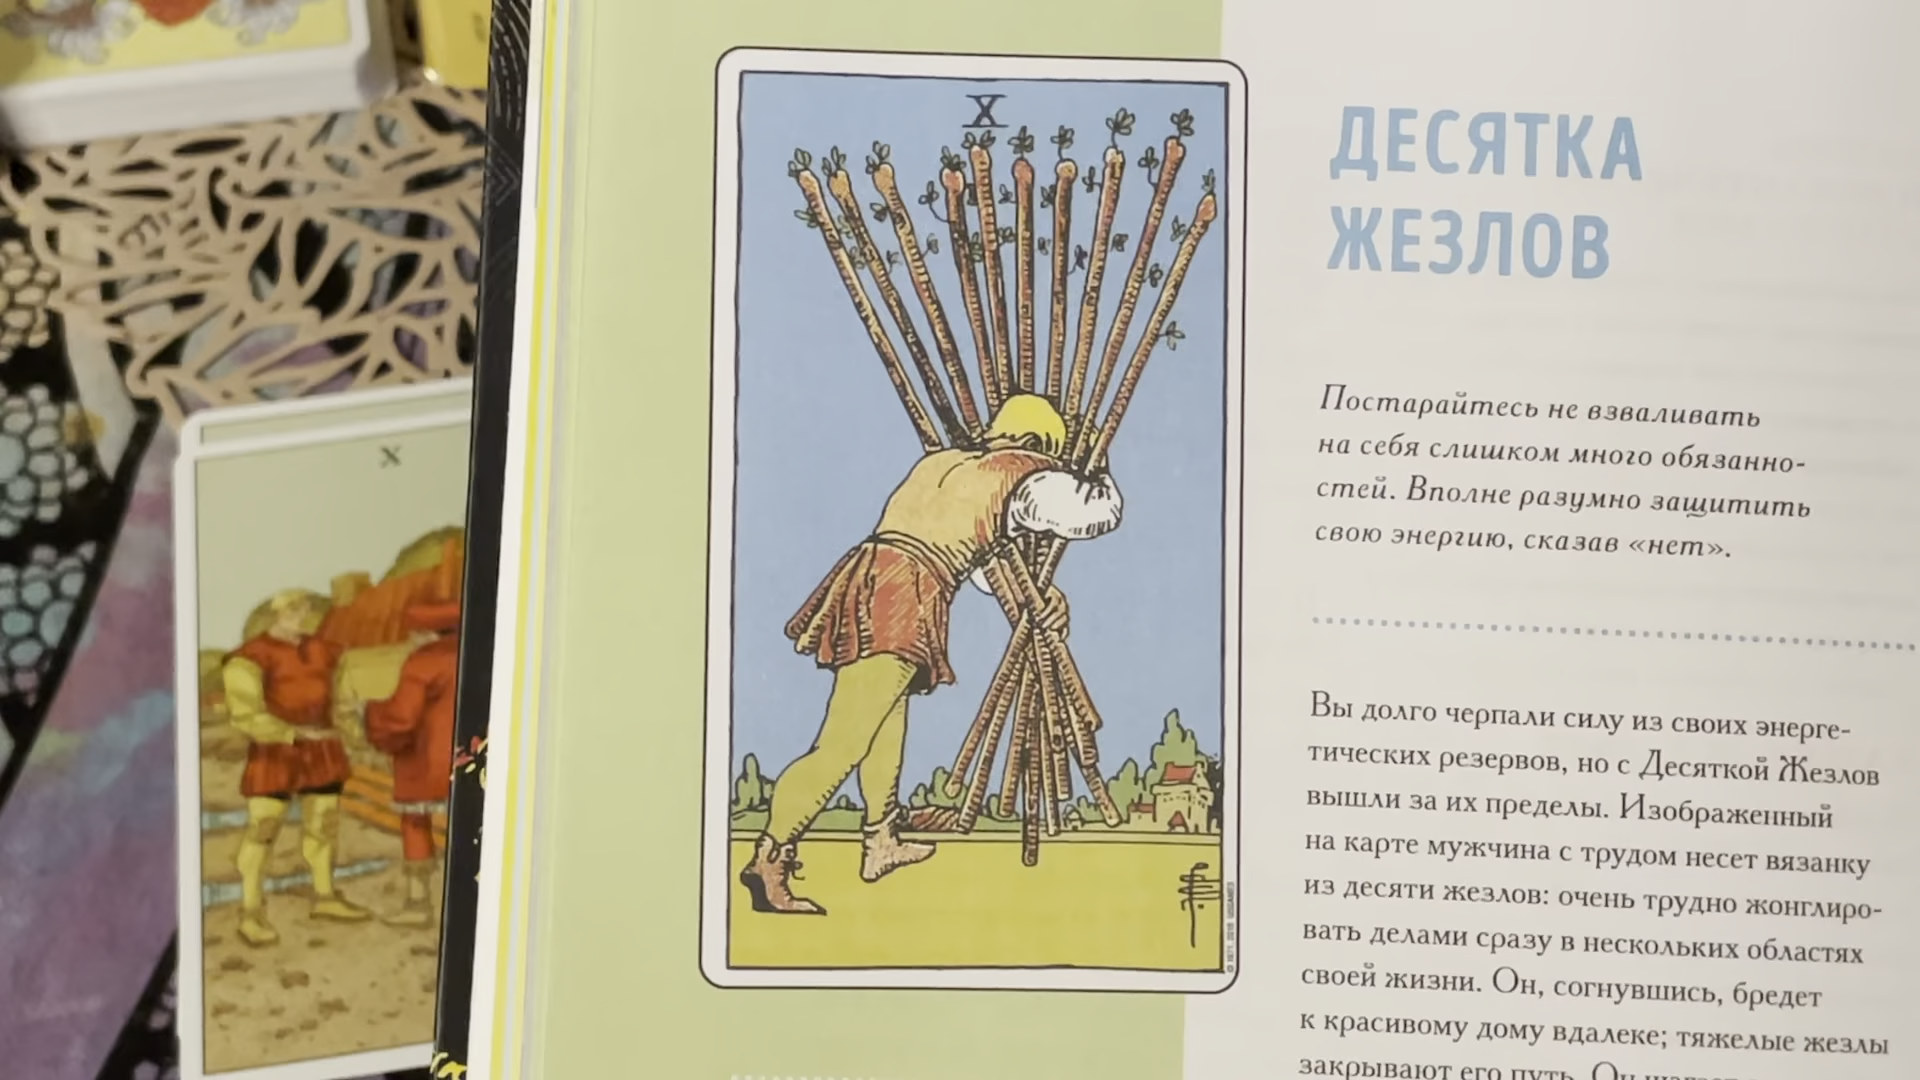 X
ДЕСЯТКА
ЖЕЗЛОВ
Постарайтесь не взваливать
на себя слишком много обязанно-
стей. Вполне разумно защитить
свою энергию, сказав «нет».
Вы долго черпали силу из своих энерге-
тических резервов, но с Десяткой Жезлов
вышли за их пределы. Изображенный
на карте мужчина с трудом несет вязанку
из десяти жезлов: очень трудно жонглиро-
вать делами сразу в нескольких областях
своей жизни. Он, согнувшись, бредет
к красивому дому вдалеке; тяжелые жезлы
закрывают его путь. Он
X